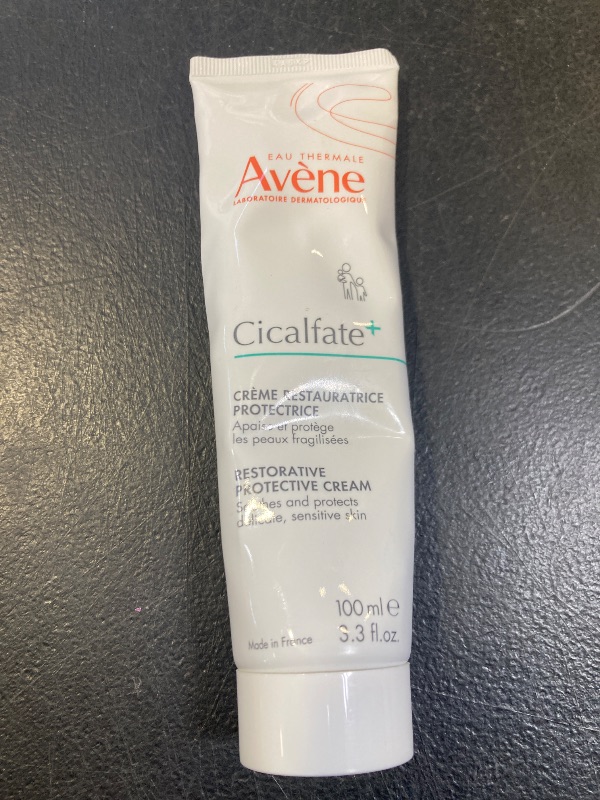 EAU THERMALE
Avène
LABORATOIRE DERMATOLOGIQUE
Cicalfate+
CRÈME RESTAURATRICE
PROTECTRICE
Apaise et protège
les peaux fragilisées
RESTORATIVE
PROTECTIVE CREAM
Soothes and protects
delicate, sensitive skin
100 ml e
3.3 fl.oz.
Made in France